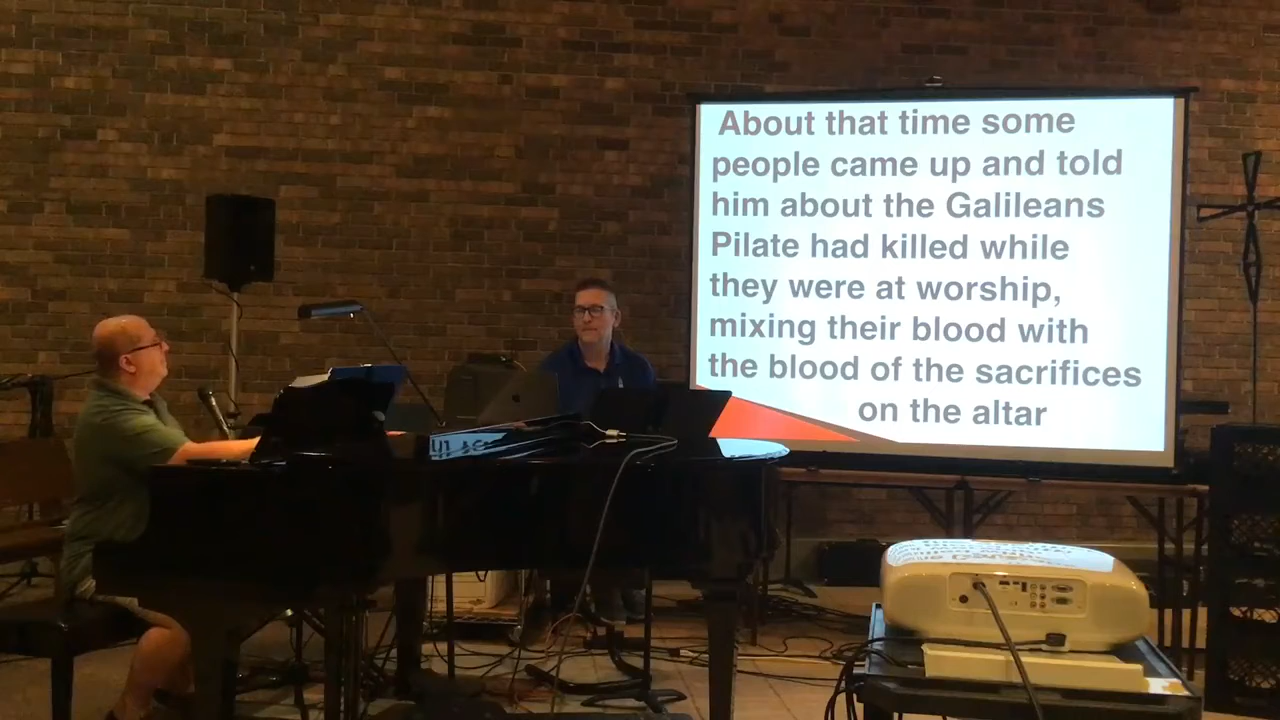 About that time some
people came up and told
him about the Galileans
Pilate had killed while
they were at worship,
mixing their blood with
the blood of the sacrifices
on the altar